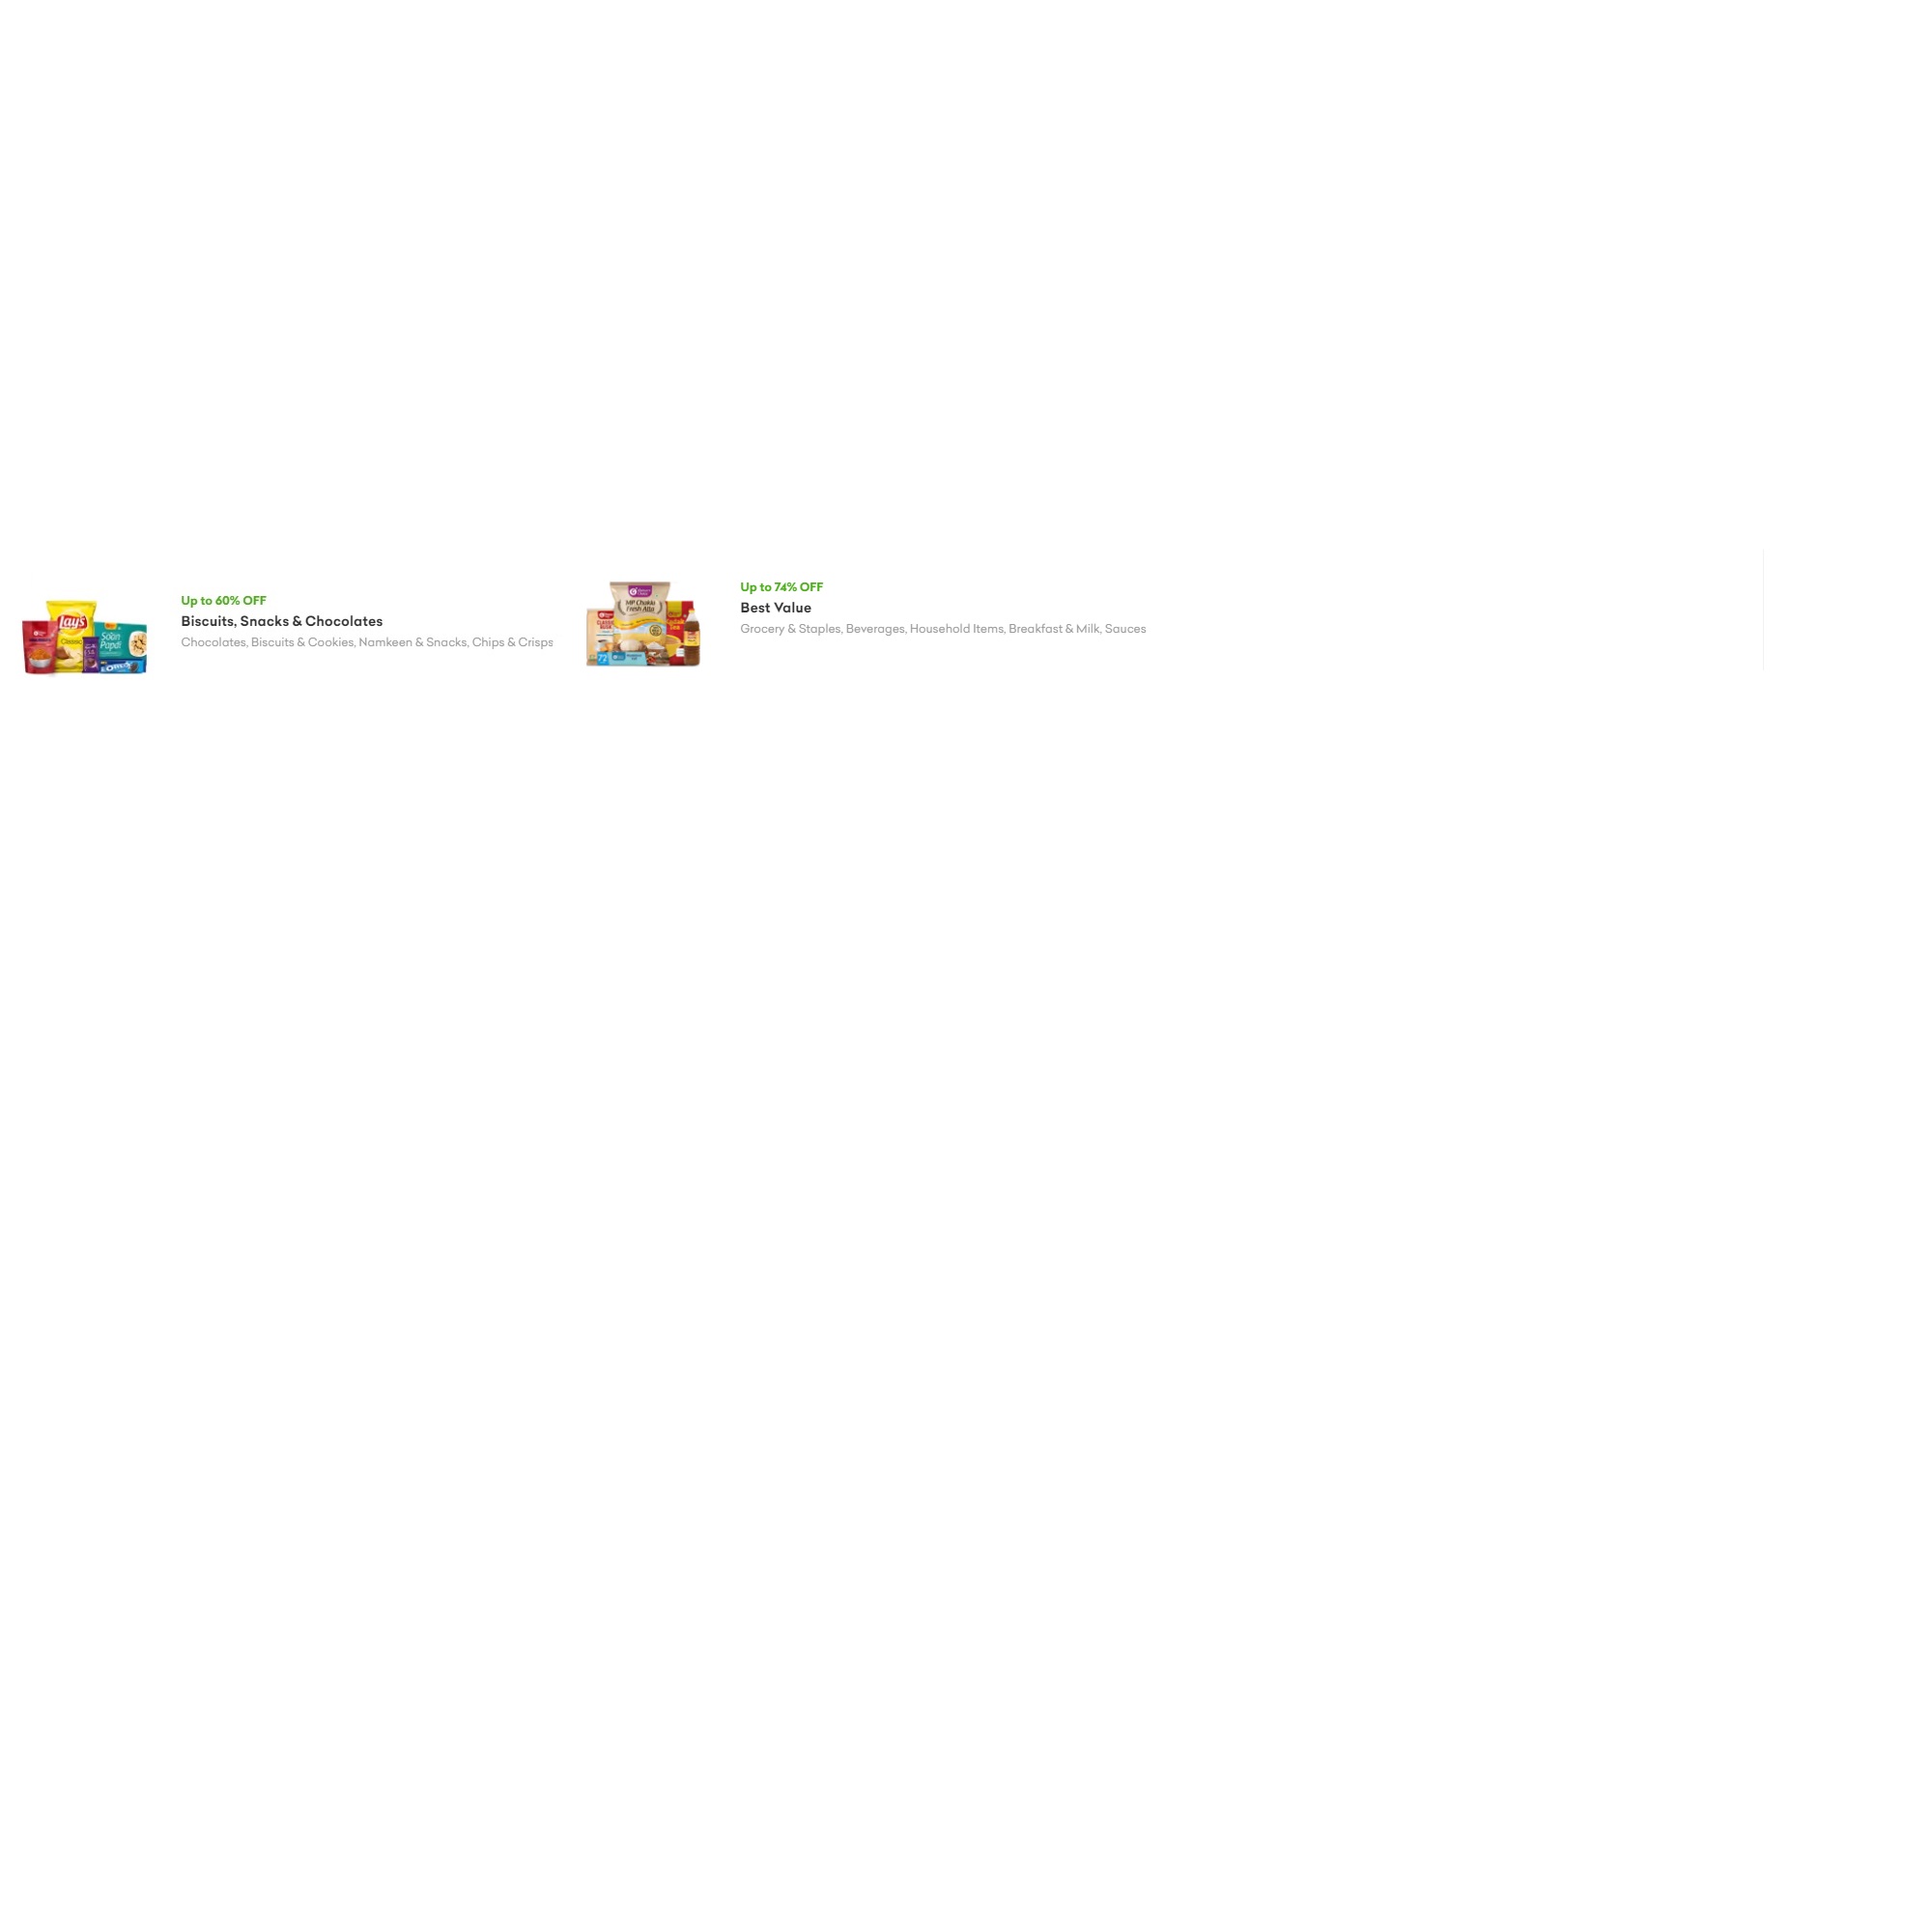 Up to 60% OFF
Biscuits, Snacks & Chocolates
Chocolates, Biscuits & Cookies, Namkeen & Snacks, Chips & Crisps
Lay's
Classic
Soan
Papdi
Up to 74% OFF
Best Value
Grocery & Staples, Beverages, Household Items, Breakfast & Milk, Sauces
MP Chakki
Fresh Atta